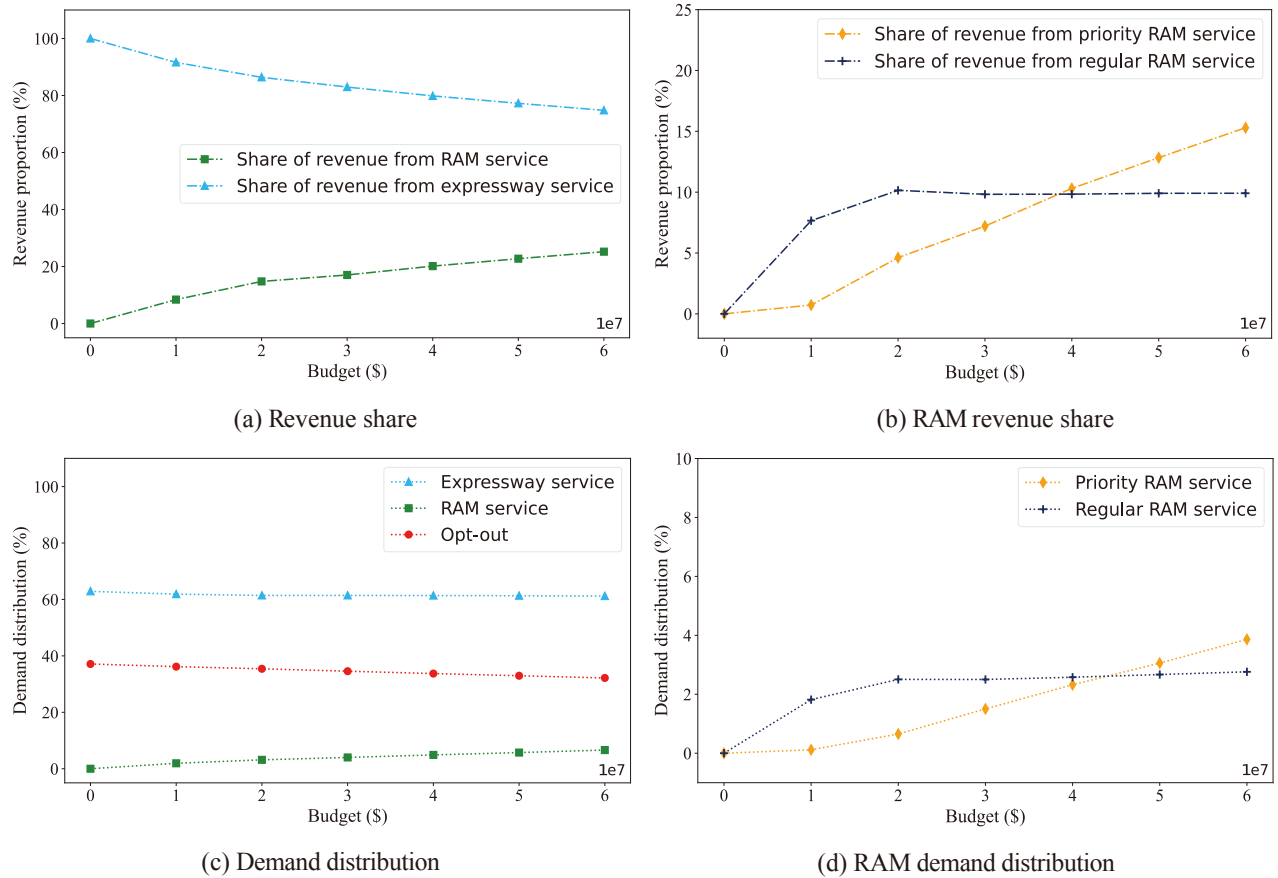 100
80
60
40
20
0
Revenue proportion (%)
Share of revenue from RAM service
Share of revenue from expressway service
1e7
0 1 2 3 4 5 6
Budget ($)
(a) Revenue share
25
20
15
10
5
0
Revenue proportion (%)
Share of revenue from priority RAM service
Share of revenue from regular RAM service
1e7
0 1 2 3 4 5 6
Budget ($)
(b) RAM revenue share
100
80
60
40
20
0
Demand distribution (%)
Expressway service
RAM service
Opt-out
1e7
0 1 2 3 4 5 6
Budget ($)
(c) Demand distribution
10
8
6
4
2
0
Demand distribution (%)
Priority RAM service
Regular RAM service
1e7
0 1 2 3 4 5 6
Budget ($)
(d) RAM demand distribution